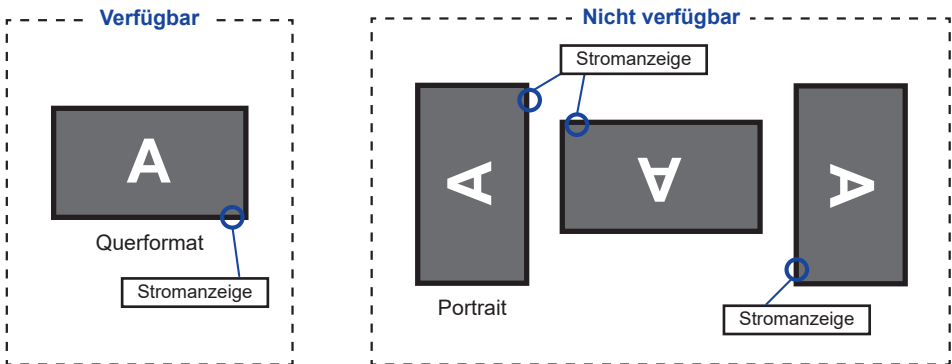 Verfügbar
A
Querformat
Stromanzeige
Nicht verfügbar
Stromanzeige
A
A
A
Portrait
Stromanzeige